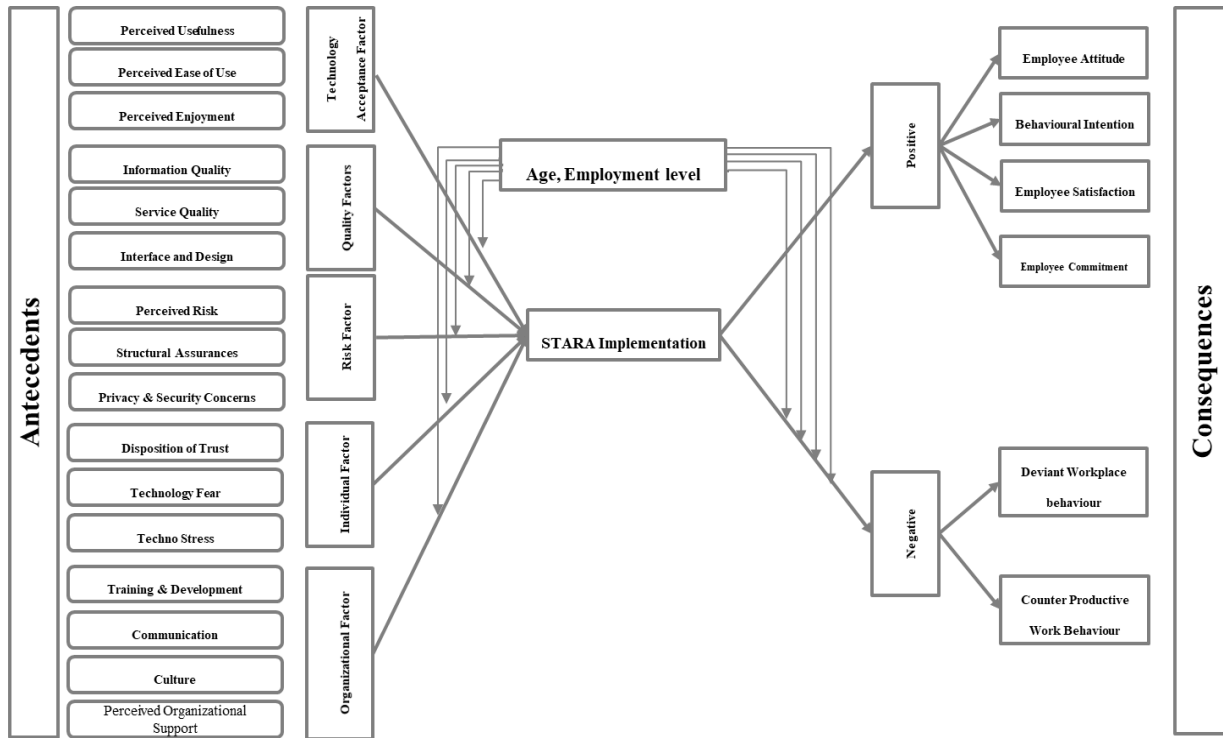 Antecedents
Perceived Usefulness
Perceived Ease of Use
Perceived Enjoyment
Information Quality
Service Quality
Interface and Design
Perceived Risk
Structural Assurances
Privacy & Security Concerns
Disposition of Trust
Technology Fear
Techno Stress
Training & Development
Communication
Culture
Perceived Organizational
Support
Technology
Acceptance Factor
Quality Factors
Risk Factor
Individual Factor
Organizational Factor
Age, Employment level
STARA Implementation
Positive
Negative
Employee Attitude
Behavioural Intention
Employee Satisfaction
Employee Commitment
Deviant Workplace
behaviour
Counter Productive
Work Behaviour
Consequences